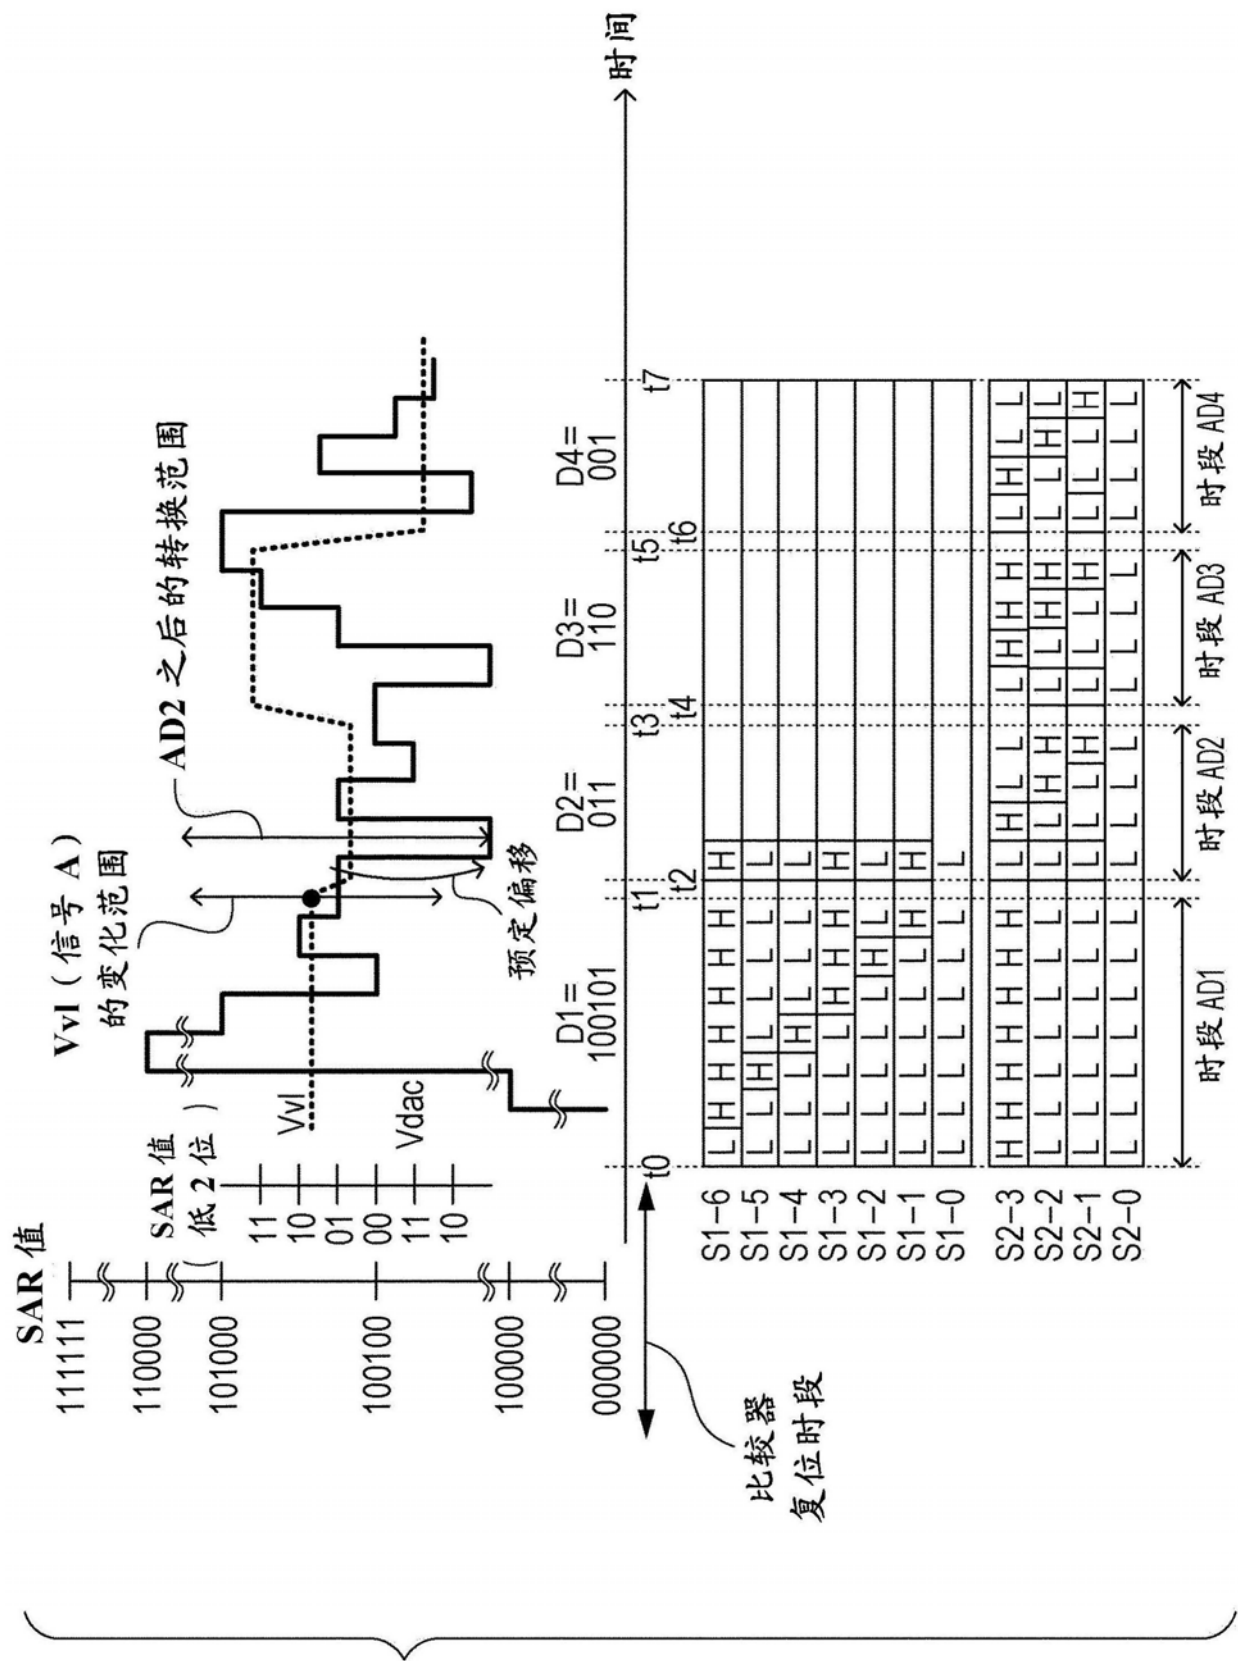 SAR 值
111111
110000
101000
100100
100000
000000
SAR 值
（低 2 位）
11
10
01
00
11
10
Vvl
Vdac
Vvl（信号 A）
的变化范围
AD2 之后的转换范围
预定偏移
D1=
100101
D2=
011
D3=
110
D4=
001
时间
比较器
复位时段
t0 t1 t2 t3 t4 t5 t6 t7
S1-6 L H H H H H H H
S1-5 L L H L L L L L
S1-4 L L L H L L L L
S1-3 L L L L H H H H
S1-2 L L L L L H L L
S1-1 L L L L L L H H
S1-0 L L L L L L L L
S2-3 H H H H H H H L H L L L H H H L H L L
S2-2 L L L L L L L L L H H L L H H L L H L
S2-1 L L L L L L L L L L H L L L H L L L H
S2-0 L L L L L L L L L L L L L L L L L L L
时段 AD1 时段 AD2 时段 AD3 时段 AD4